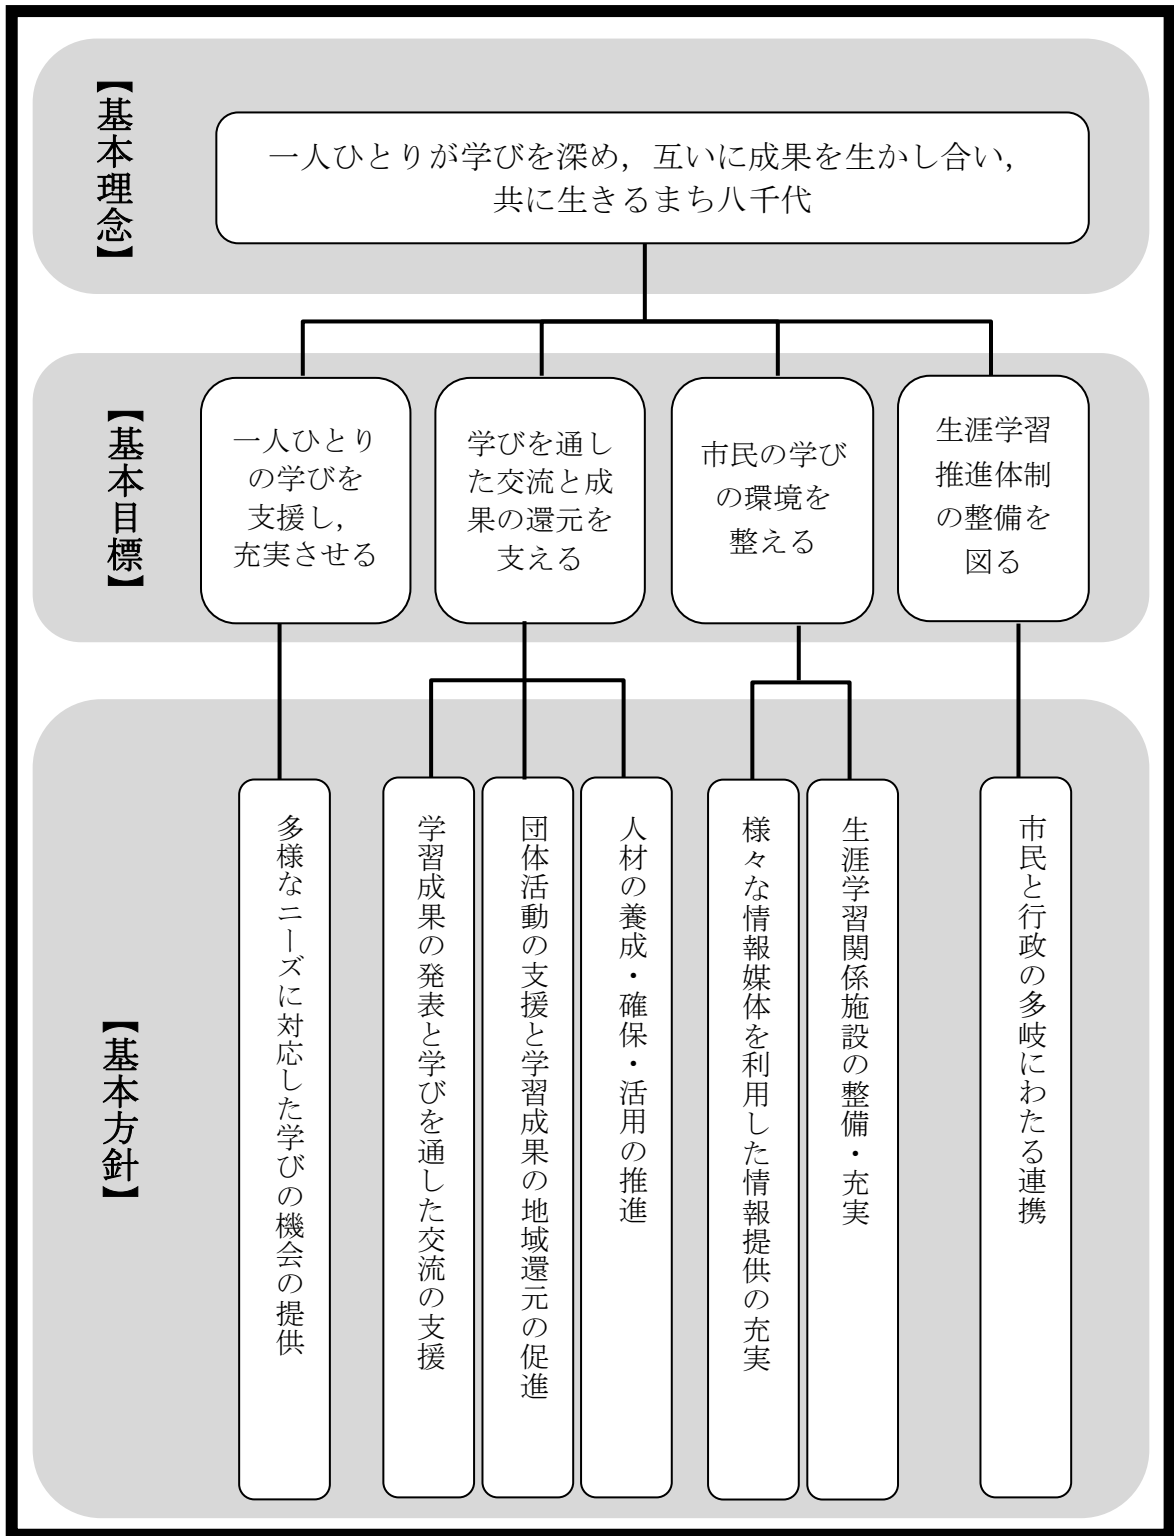 【基本理念】
一人ひとりが学びを深め，互いに成果を生かし合い，
共に生きるまち八千代
【基本目標】
一人ひとり
の学びを
支援し，
充実させる
学びを通し
た交流と成
果の還元を
支える
市民の学び
の環境を
整える
生涯学習
推進体制
の整備を
図る
【基本方針】
多様なニーズに対応した学びの機会の提供
学習成果の発表と学びを通した交流の支援
団体活動の支援と学習成果の地域還元の促進
人材の養成・確保・活用の推進
様々な情報媒体を利用した情報提供の充実
生涯学習関係施設の整備・充実
市民と行政の多岐にわたる連携